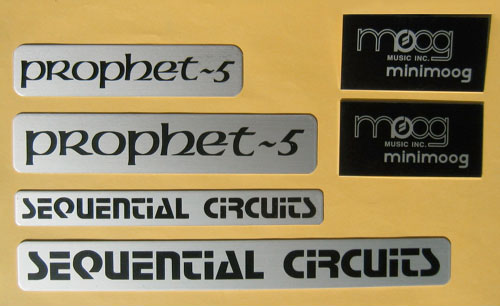 prophet~5
prophet~5
SEQUENTIAL CIRCUITS
SEQUENTIAL CIRCUITS
moog
MUSIC INC.
minimoog
moog
MUSIC INC.
minimoog